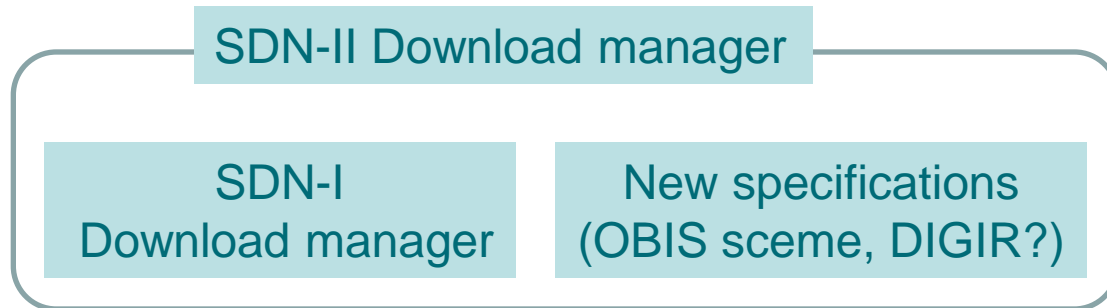 SDN-II Download manager
SDN-I
Download manager
New specifications
(OBIS sceme, DIGIR?)